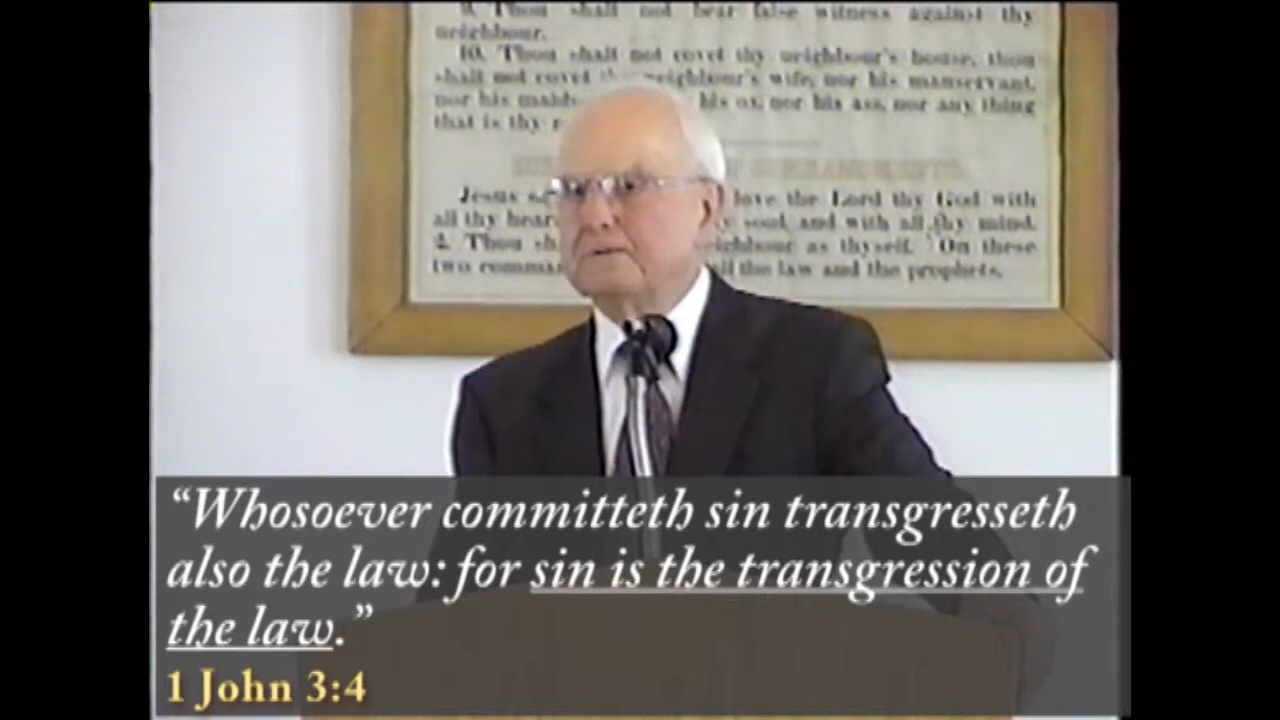 9. Thou shalt not bear false witness against thy
neighbour.
10. Thou shalt not covet thy neighbour's house, thou
shalt not covet neighbour's wife, nor his manservant,
nor his his ox, nor his ass, nor any thing
that is thy
Jesus love the Lord thy God with
all thy soul, and with all thy mind.
2. Thou neighbour as thyself. On these
two all the law and the prophets.
“Whosoever committeth sin transgresseth
also the law: for sin is the transgression of
the law.”
1 John 3:4